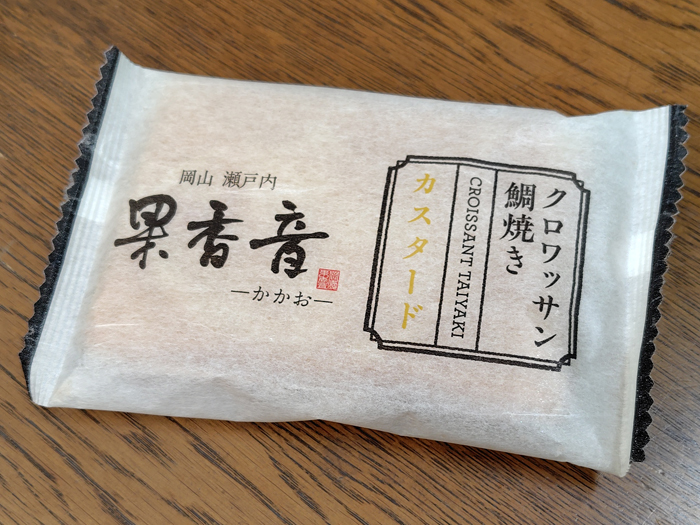 岡山 瀬戸内
果香音
―かかお―
クロワッサン
鯛焼き
CROISSANT TAIYAKI
カスタード